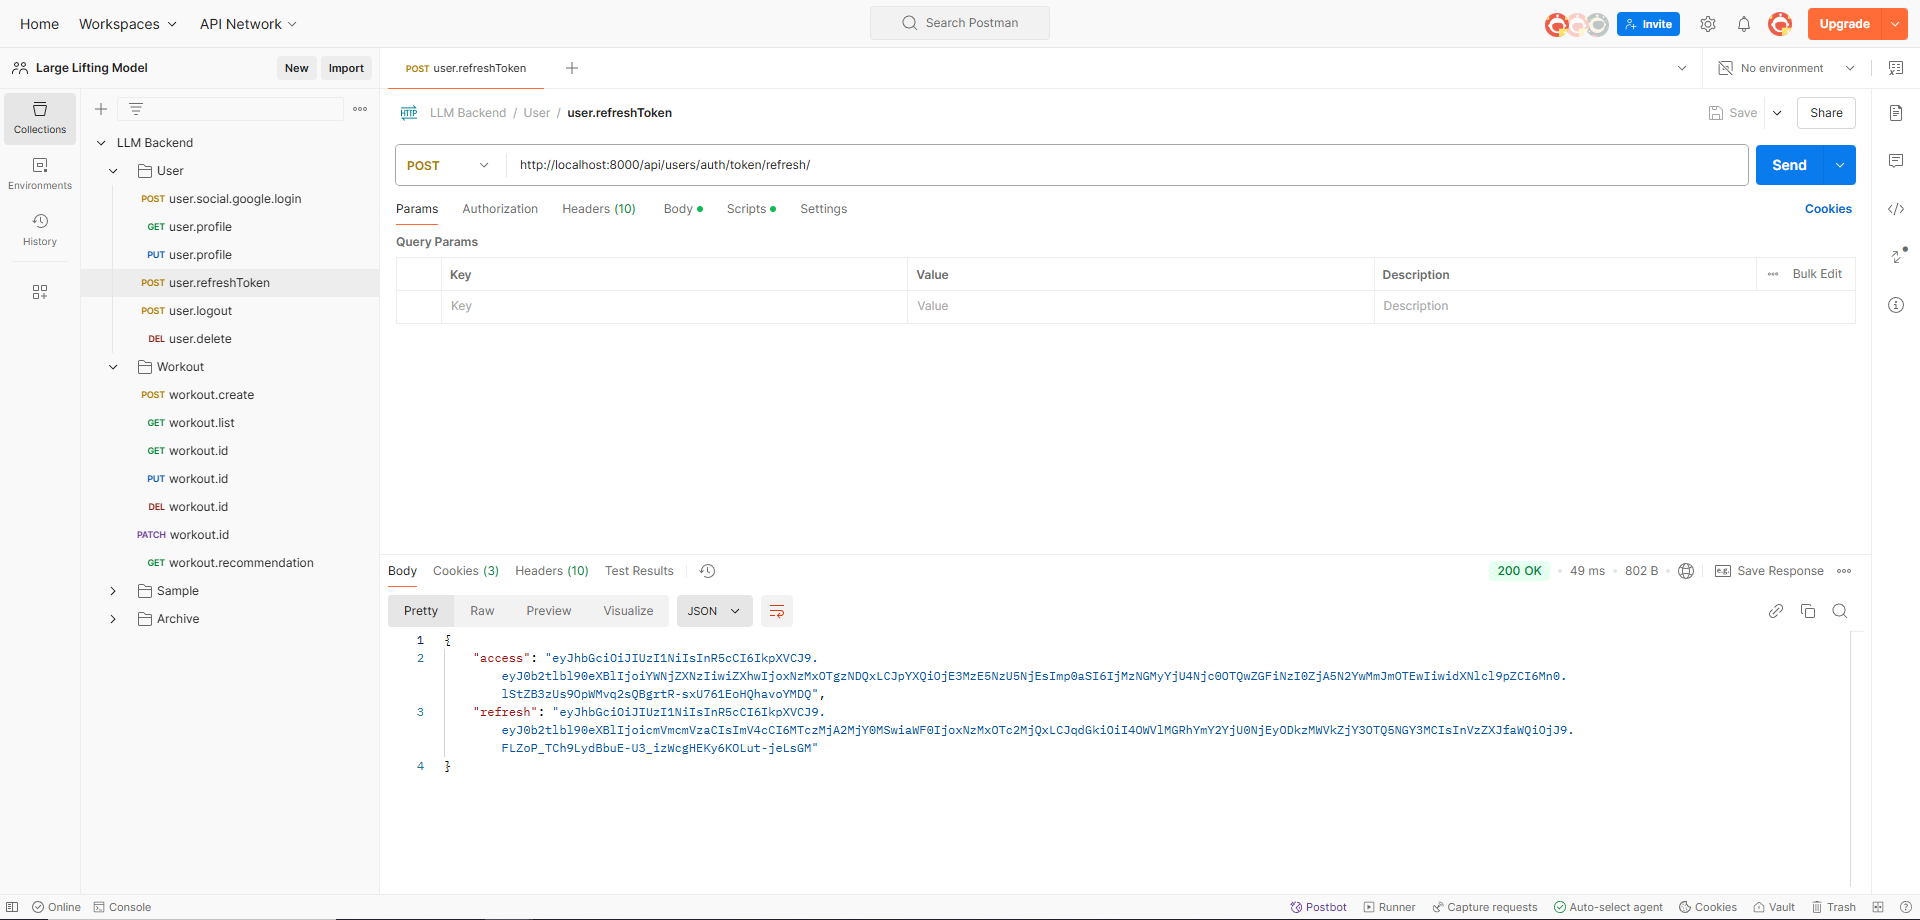 Home Workspaces API Network Search Postman Invite Upgrade
Large Lifting Model New Import POST user.refreshToken No environment
Collections
Environments
History
LLM Backend
User
POST user.social.google.login
GET user.profile
PUT user.profile
POST user.refreshToken
POST user.logout
DEL user.delete
Workout
POST workout.create
GET workout.list
GET workout.id
PUT workout.id
DEL workout.id
PATCH workout.id
GET workout.recommendation
Sample
Archive
HTTP LLM Backend / User / user.refreshToken Save Share
POST http://localhost:8000/api/users/auth/token/refresh/ Send
Params Authorization Headers (10) Body Scripts Settings Cookies
Query Params
Key Value Description Bulk Edit
Key Value Description
Body Cookies (3) Headers (10) Test Results 200 OK 49 ms 802 B e.g. Save Response
Pretty Raw Preview Visualize JSON
1 {
2 "access": "eyJhbGciOiJIUzI1NiIsInR5cCI6IkpXVCJ9.
eyJ0b2tlbl90eXBlIjoiYWNjZXNzIiwiZXhwIjoxNzMxOTgzNDQxLCJpYXQiOjE3MzE5NzU5NjEsImp0aSI6IjMzNGMyYjU4Njc0OTQwZGFiNzI0ZjA5N2YwMmJmOTEwIiwidXNlcl9pZCI6Mn0.
lStZB3zUs9OpWMvq2sQBgrtR-sxU761EoHQhavoYMDQ",
3 "refresh": "eyJhbGciOiJIUzI1NiIsInR5cCI6IkpXVCJ9.
eyJ0b2tlbl90eXBlIjoicmVmcmVzaCIsImV4cCI6MTczMjA2MjY0MSwiaWF0IjoxNzMxOTc2MjQxLCJqdGkiOiI4OWVlMGRhYmY2YjU0NjEyODkzMWVkZjY3OTQ5NGY3MCIsInVzZXJfaWQiOjJ9.
FLZoP_TCh9LydBbuE-U3_izWcgHEKy6KOLut-jeLsGM"
4 }
Online Console Postbot Runner Capture requests Auto-select agent Cookies Vault Trash